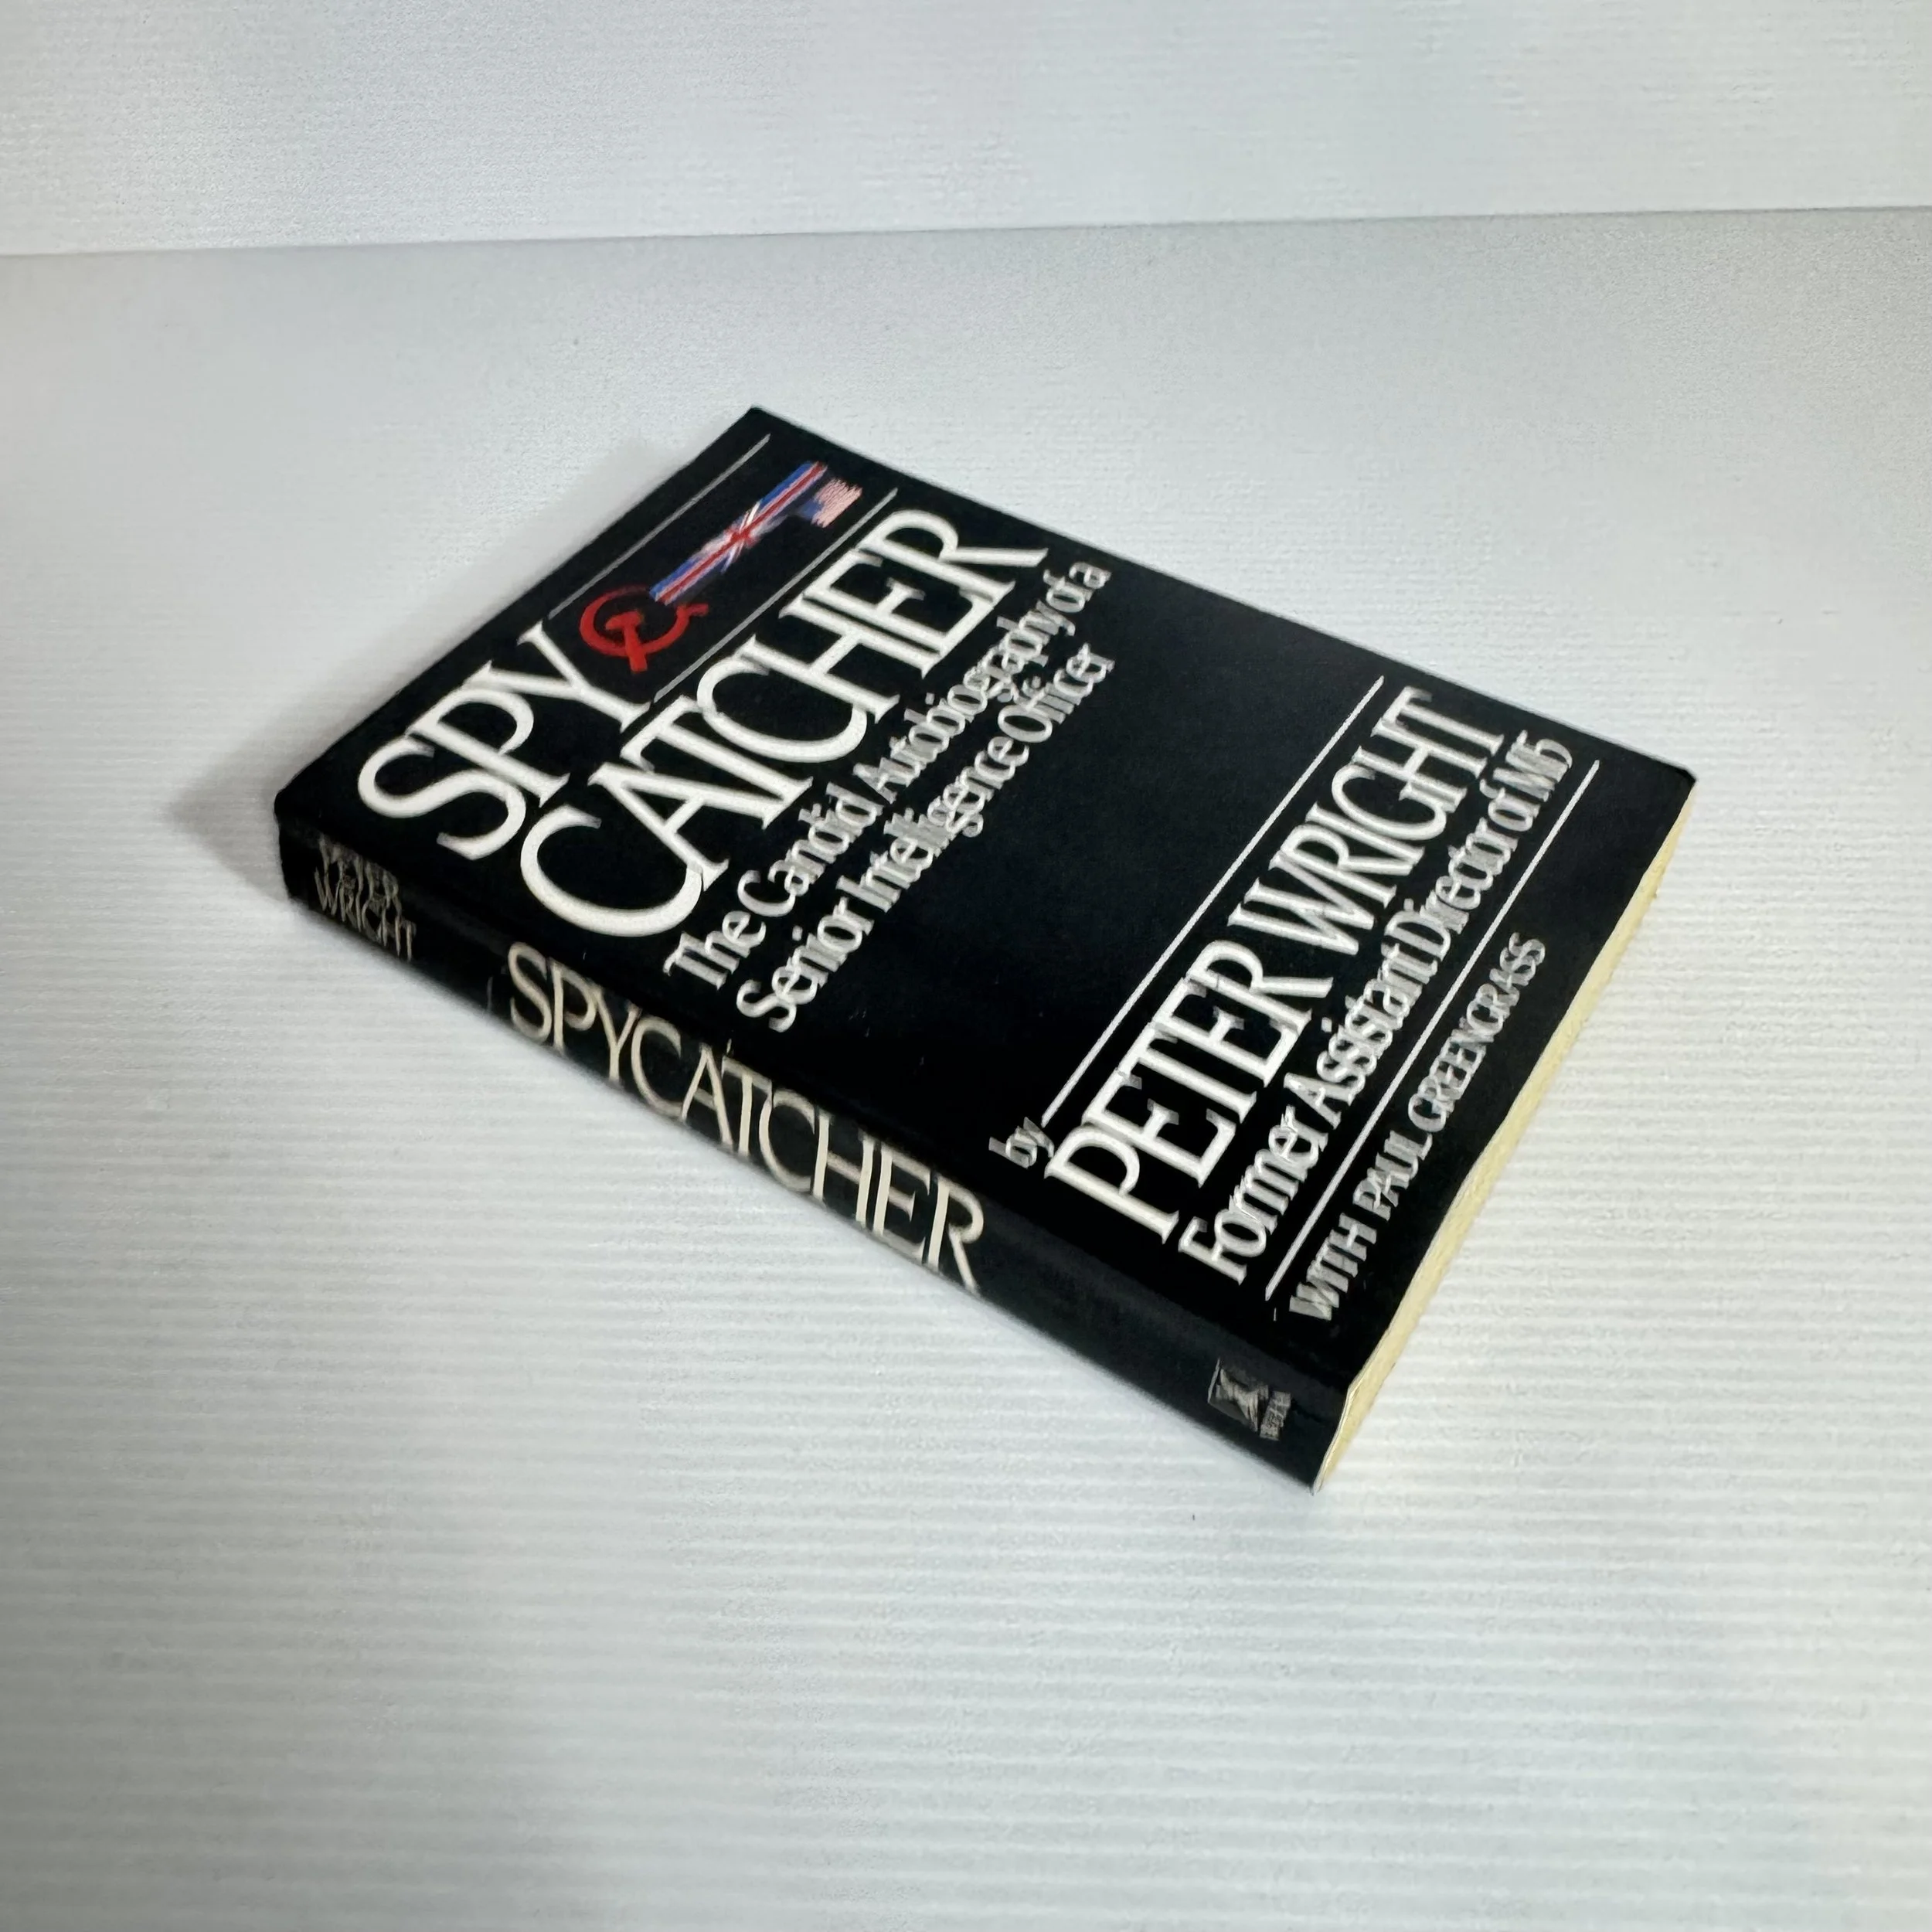 SPY
CATCHER
The Candid Autobiography of a
Senior Intelligence Officer
by
PETER WRIGHT
Former Assistant Director of MI5
WITH PAUL GREENGRASS
PETER
WRIGHT
SPYCATCHER